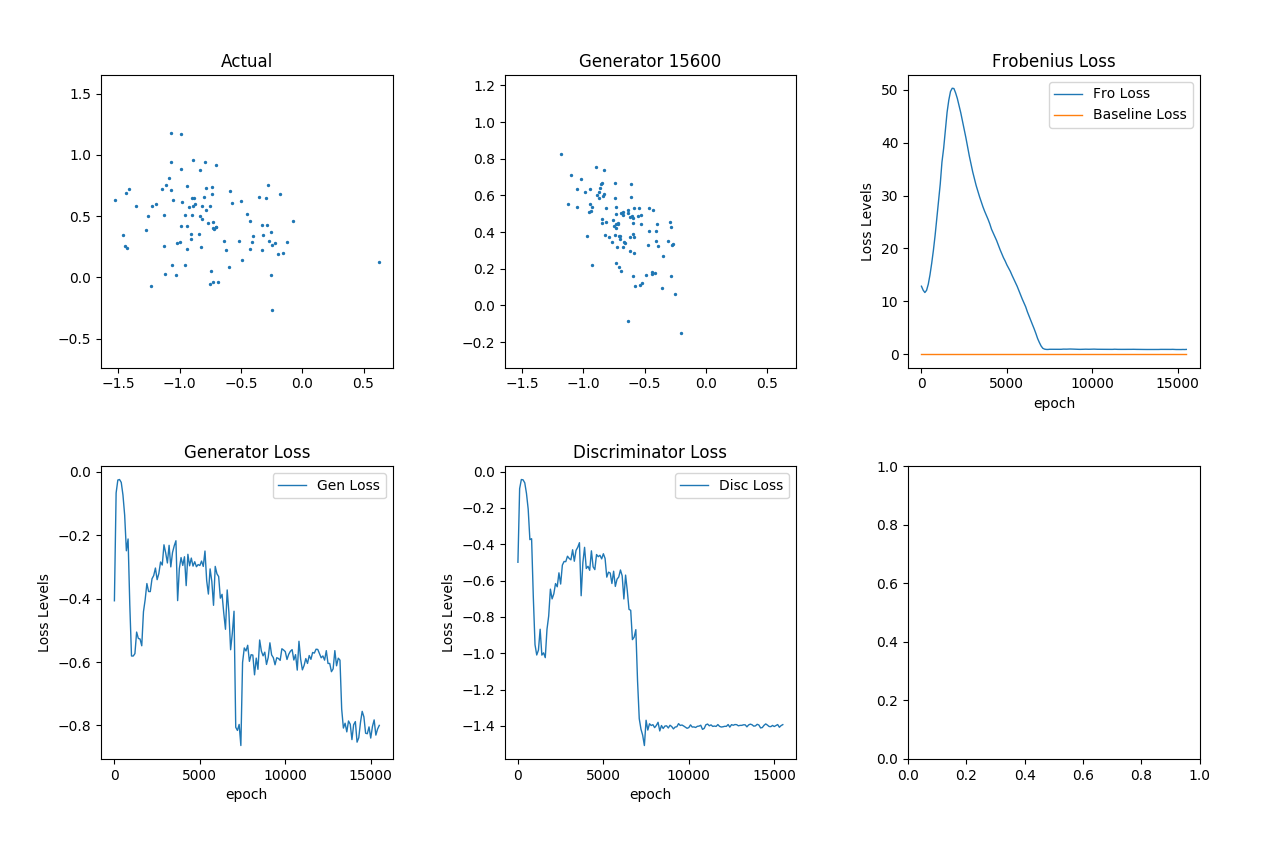 Actual
1.5
1.0
0.5
0.0
−0.5
−1.5 −1.0 −0.5 0.0 0.5
Generator 15600
1.2
1.0
0.8
0.6
0.4
0.2
0.0
−0.2
−1.5 −1.0 −0.5 0.0 0.5
Frobenius Loss
Fro Loss
Baseline Loss
Loss Levels
50
40
30
20
10
0
0 5000 10000 15000
epoch
Generator Loss
Gen Loss
Loss Levels
0.0
−0.2
−0.4
−0.6
−0.8
0 5000 10000 15000
epoch
Discriminator Loss
Disc Loss
Loss Levels
0.0
−0.2
−0.4
−0.6
−0.8
−1.0
−1.2
−1.4
0 5000 10000 15000
epoch
1.0
0.8
0.6
0.4
0.2
0.0
0.0 0.2 0.4 0.6 0.8 1.0